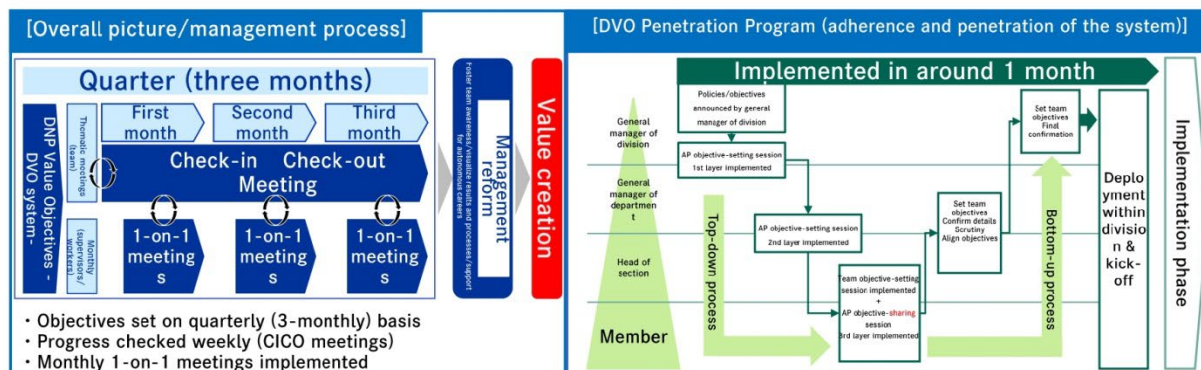 [Overall picture/management process]
Quarter (three months)
DNP Value Objectives -
DVO system-
Thematic meetings
(team)
First
month
Second
month
Third
month
Check-in Check-out
Meeting
Monthly
(supervisors/
workers)
1-on-1
meeting
s
1-on-1
meeting
s
1-on-1
meeting
s
Foster team awareness/visualize results and processes/support
for autonomous careers
Management
reform
Value creation
・Objectives set on quarterly (3-monthly) basis
・Progress checked weekly (CICO meetings)
・Monthly 1-on-1 meetings implemented
[DVO Penetration Program (adherence and penetration of the system)]
Implemented in around 1 month
General
manager of
division
General
manager of
departmen
t
Head of
section
Member
Policies/objectives
announced by general
manager of division
AP objective-setting session
1st layer implemented
AP objective-setting session
2nd layer implemented
Team objective-setting
session implemented
+
AP objective-sharing
session
3rd layer implemented
Set team
objectives
Confirm details
Scrutiny
Align objectives
Set team
objectives
Final
confirmation
Top-down process
Bottom-up process
Deplo
yment
within
divisio
n &
kick-
off
Implementation phase